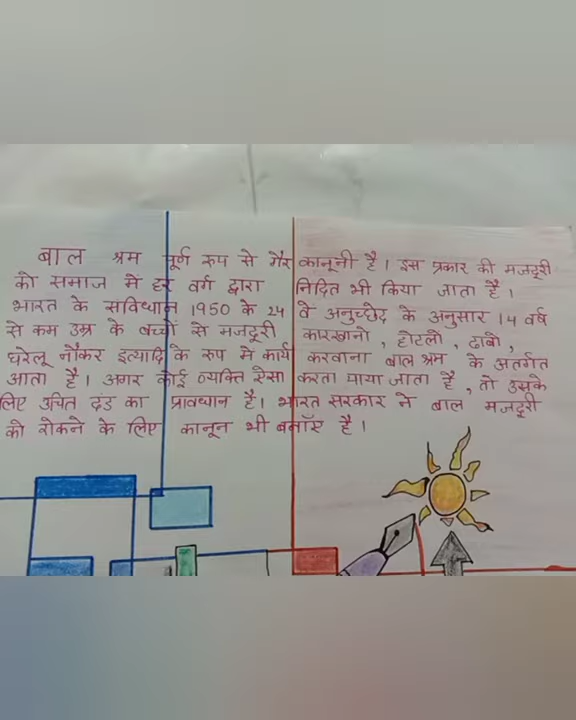 बाल श्रम पूर्ण रुप से गैर कानूनी है। इस प्रकार की मजदूरी
को समाज में हर वर्ग द्वारा निंदित भी किया जाता है।
भारत के संविधान 1950 के 24 वे अनुच्छेद के अनुसार 14 वर्ष
से कम उम्र के बच्चों से मजदूरी कारखानो, होटलो, ढाबो,
घरेलू नौकर इत्यादि के रुप में कार्य करवाना बाल श्रम के अंतर्गत
आता है। अगर कोई व्यक्ति ऐसा करता पाया जाता है, तो उसके
लिए उचित दंड का प्रावधान है। भारत सरकार ने बाल मजदूरी
को रोकने के लिए कानून भी बनाॅए है।